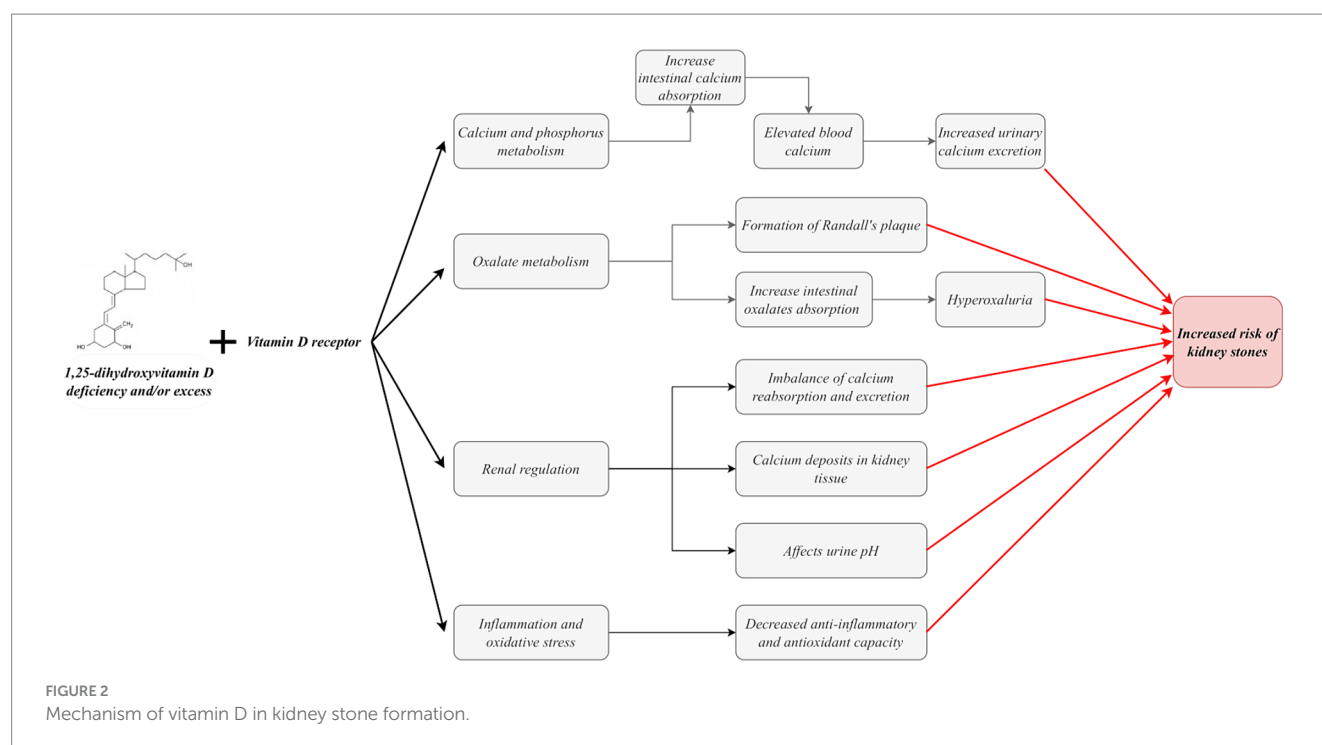 Increase
intestinal calcium
absorption
Calcium and phosphorus
metabolism
Elevated blood
calcium
Increased urinary
calcium excretion
Formation of Randall's plaque
Oxalate metabolism
Increase intestinal
oxalates absorption
Hyperoxaluria
OH
CH₂
HO
OH
1,25-dihydroxyvitamin D
deficiency and/or excess
+
Vitamin D receptor
Increased risk of
kidney stones
Imbalance of calcium
reabsorption and excretion
Renal regulation
Calcium deposits in kidney
tissue
Affects urine pH
Inflammation and
oxidative stress
Decreased anti-inflammatory
and antioxidant capacity
FIGURE 2
Mechanism of vitamin D in kidney stone formation.